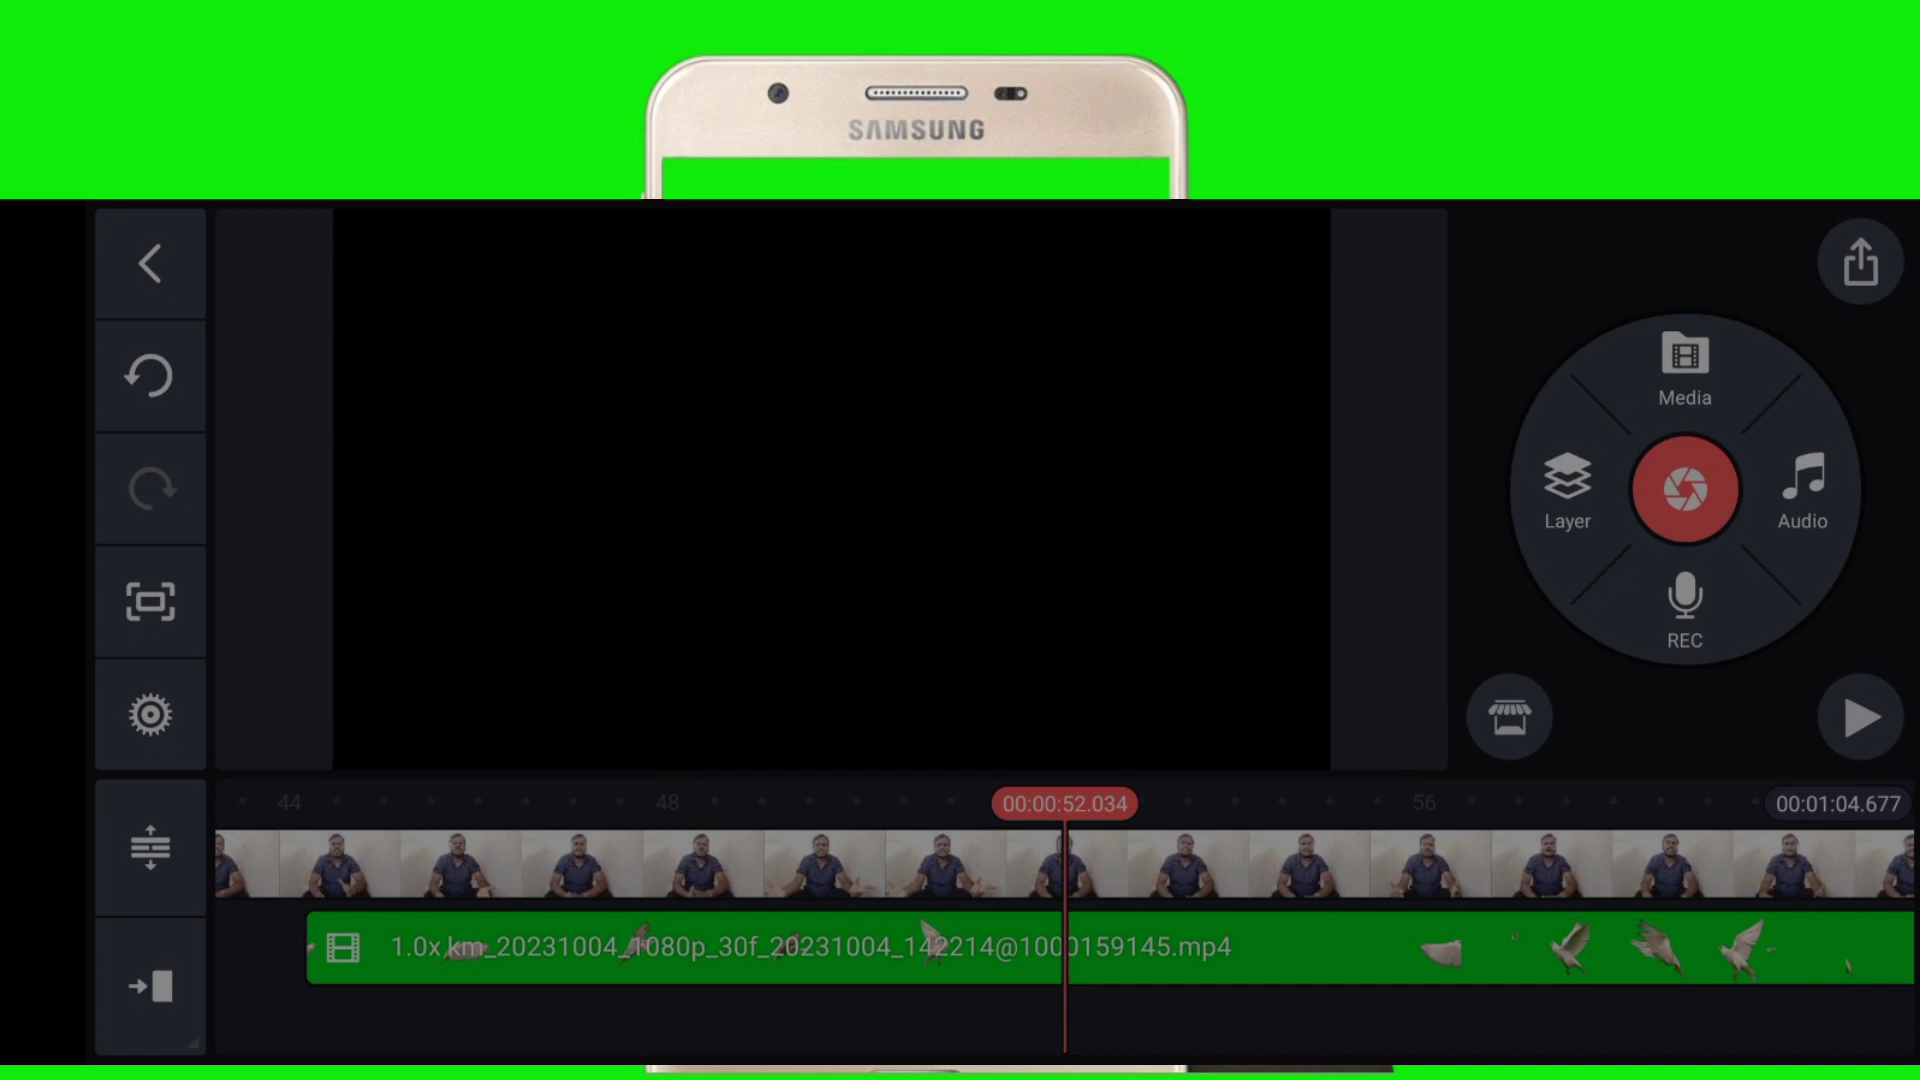 SAMSUNG
Media
Layer
Audio
REC
44
48
00:00:52.034
56
00:01:04.677
1.0x km_20231004_1080p_30f_20231004_142214@1000159145.mp4